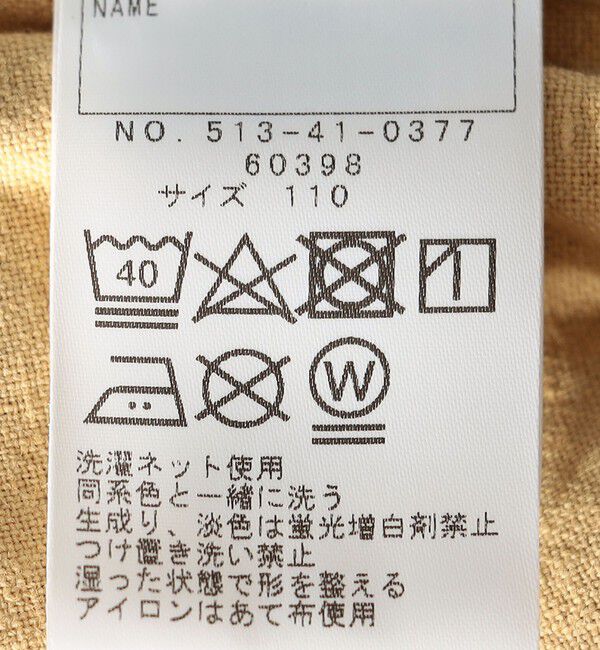 NAME
NO. 513-41-0377
60398
サイズ 110
40
W
洗濯ネット使用
同系色と一緒に洗う
生成り、淡色は蛍光増白剤禁止
つけ置き洗い禁止
湿った状態で形を整える
アイロンはあて布使用